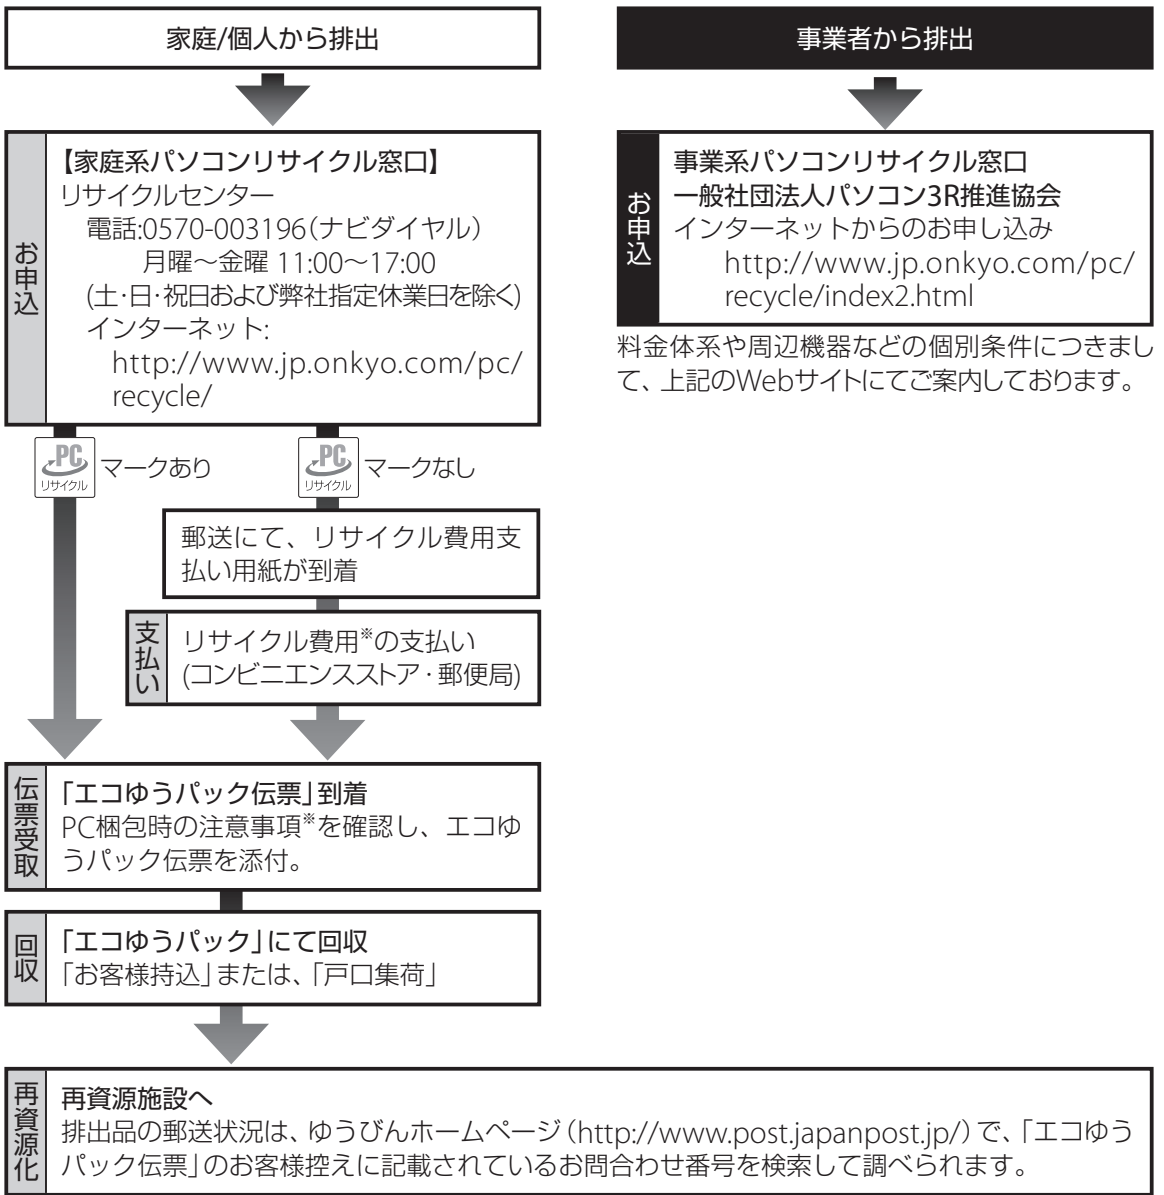 家庭/個人から排出
お申込
【家庭系パソコンリサイクル窓口】
リサイクルセンター
電話:0570-003196(ナビダイヤル)
月曜〜金曜 11:00〜17:00
(土・日・祝日および弊社指定休業日を除く)
インターネット:
http://www.jp.onkyo.com/pc/
recycle/
PC
リサイクル
マークあり
PC
リサイクル
マークなし
郵送にて、リサイクル費用支
払い用紙が到着
支払い
リサイクル費用※の支払い
(コンビニエンスストア・郵便局)
伝票受取
「エコゆうパック伝票」到着
PC梱包時の注意事項※を確認し、エコゆ
うパック伝票を添付。
回収
「エコゆうパック」にて回収
「お客様持込」または、「戸口集荷」
事業者から排出
お申込
事業系パソコンリサイクル窓口
一般社団法人パソコン3R推進協会
インターネットからのお申し込み
http://www.jp.onkyo.com/pc/
recycle/index2.html
料金体系や周辺機器などの個別条件につきまし
て、上記のWebサイトにてご案内しております。
再資源化
再資源施設へ
排出品の郵送状況は、ゆうびんホームページ(http://www.post.japanpost.jp/)で、「エコゆう
パック伝票」のお客様控えに記載されているお問合わせ番号を検索して調べられます。